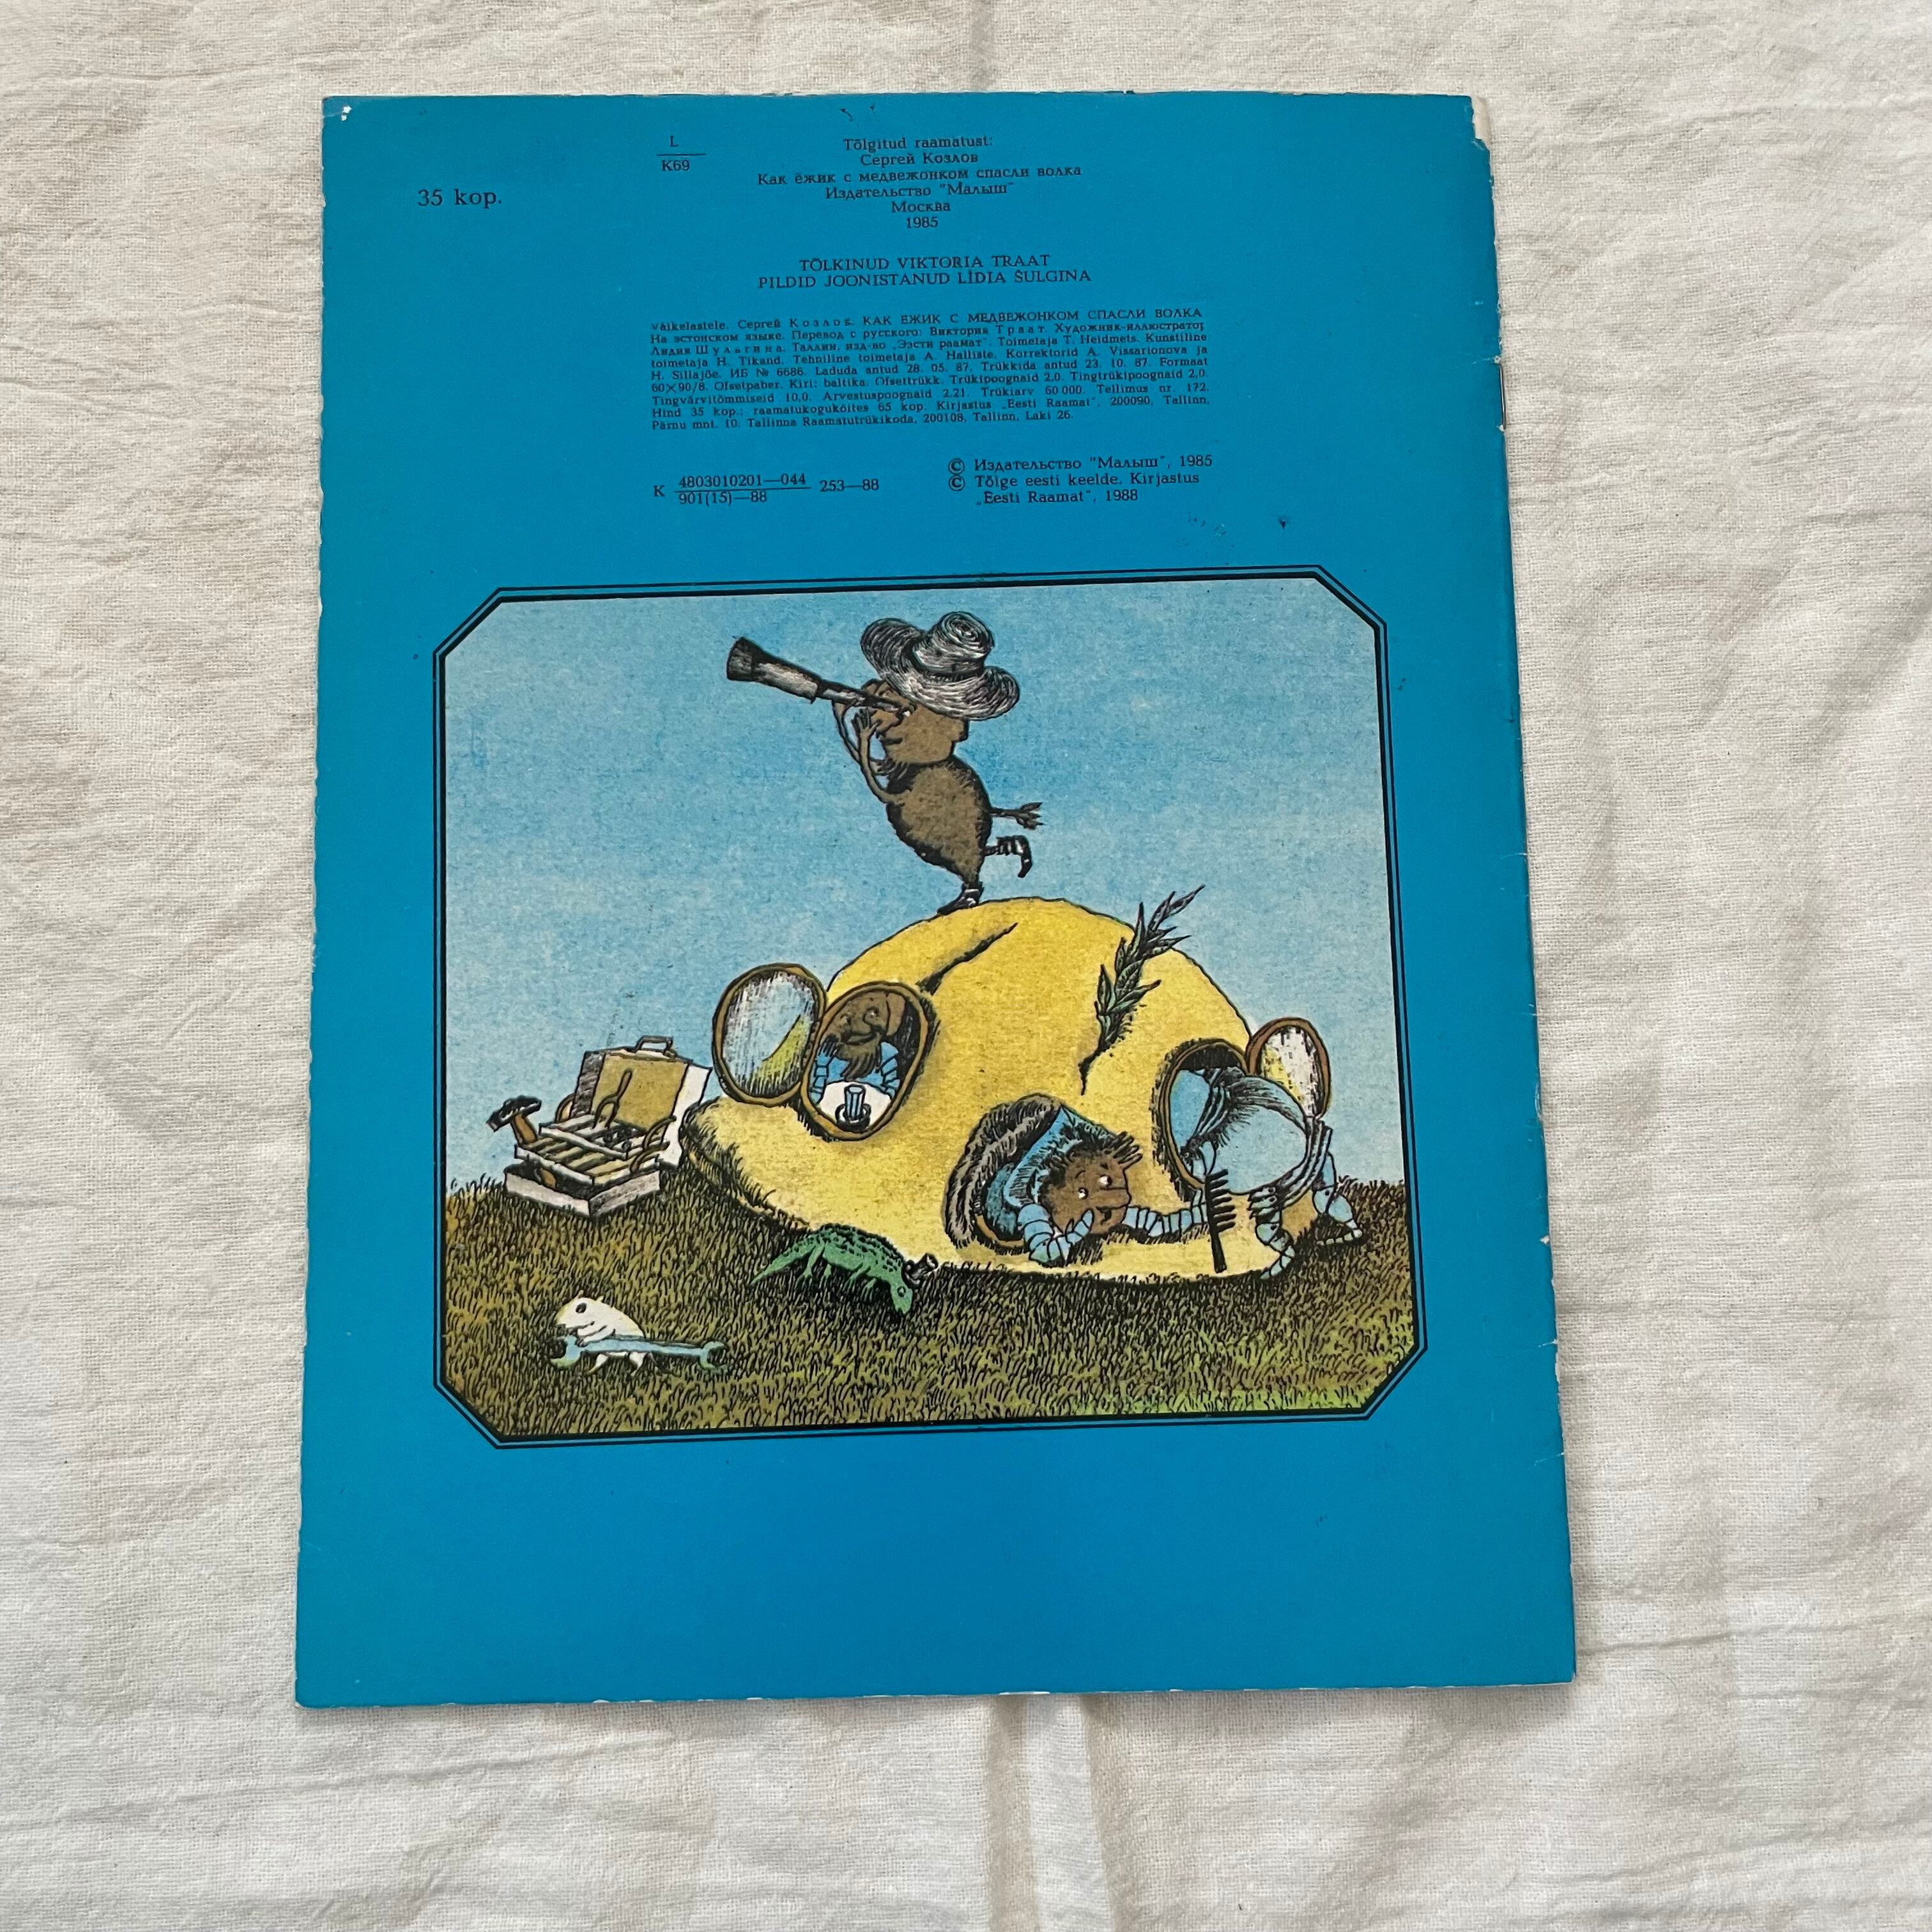 L
K69
35 kop.
Tõlgitud raamatust:
Сергей Козлов
Как ёжик с медвежонком спасли волка
Издательство "Малыш"
Москва
1985
TÕLKINUD VIKTORIA TRAAT
PILDID JOONISTANUD LIDIA ŠULGINA
Väikelastele. Сергей Козлов. КАК ЕЖИК С МЕДВЕЖОНКОМ СПАСЛИ ВОЛКА
На эстонском языке. Перевод с русского: Виктория Траат. Художник-иллюстратор
Лидия Шульгина. Таллин, изд-во „Ээсти раамат". Toimetaja T. Heidmets. Kunstiline
toimetaja H. Tikand. Tehniline toimetaja A. Halliste. Korrektorid A. Vissarionova ja
H. Sillajõe. ИБ № 6686. Laduda antud 28. 05. 87. Trükkida antud 23. 10. 87. Formaat
60×90/8. Ofsetpaber. Kiri: baltika. Ofsettrükk. Trükipoognaid 2,0. Tingtrükipoognaid 2,0.
Tingvärvitõmmiseid 10,0. Arvestuspoognaid 2,21. Trükiarv 60 000. Tellimus nr. 172.
Hind 35 kop.; raamatukoguköites 65 kop. Kirjastus „Eesti Raamat", 200090, Tallinn,
Pärnu mnt. 10. Tallinna Raamatutrükikoda, 200108, Tallinn, Laki 26.
К 4803010201—044 253—88
901(15)—88
© Издательство "Малыш", 1985
© Tõlge eesti keelde. Kirjastus
„Eesti Raamat", 1988